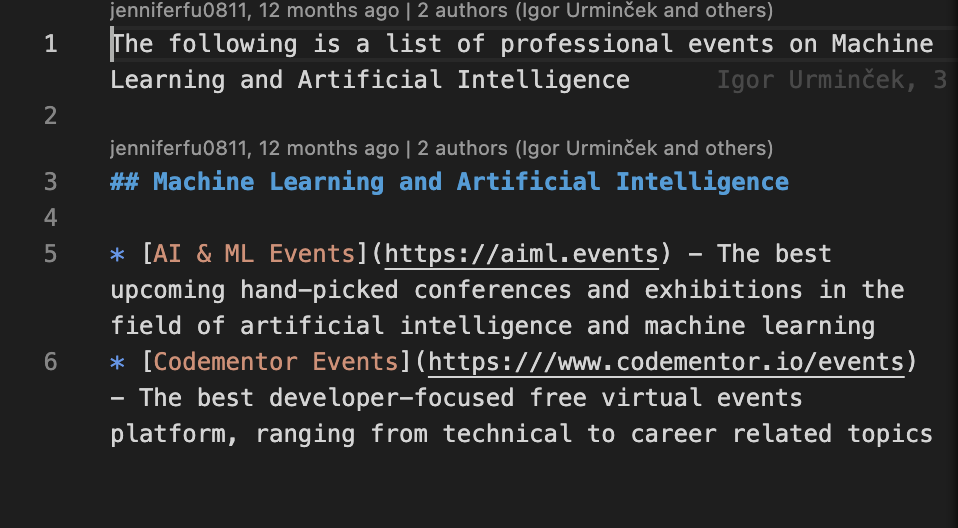 jenniferfu0811, 12 months ago | 2 authors (Igor Urminček and others)
1 The following is a list of professional events on Machine
Learning and Artificial Intelligence Igor Urminček, 3
2
jenniferfu0811, 12 months ago | 2 authors (Igor Urminček and others)
3 ## Machine Learning and Artificial Intelligence
4
5 * [AI & ML Events](https://aiml.events) - The best
upcoming hand-picked conferences and exhibitions in the
field of artificial intelligence and machine learning
6 * [Codementor Events](https:///www.codementor.io/events)
- The best developer-focused free virtual events
platform, ranging from technical to career related topics